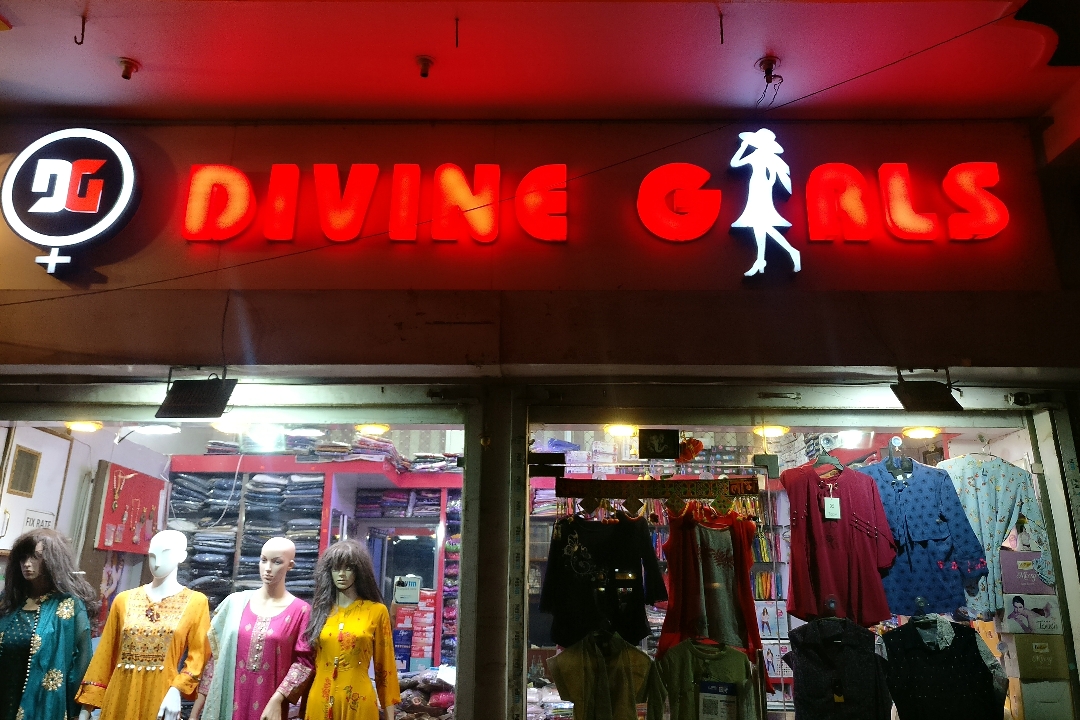 DG
DIVINE GIRLS
FIX RATE